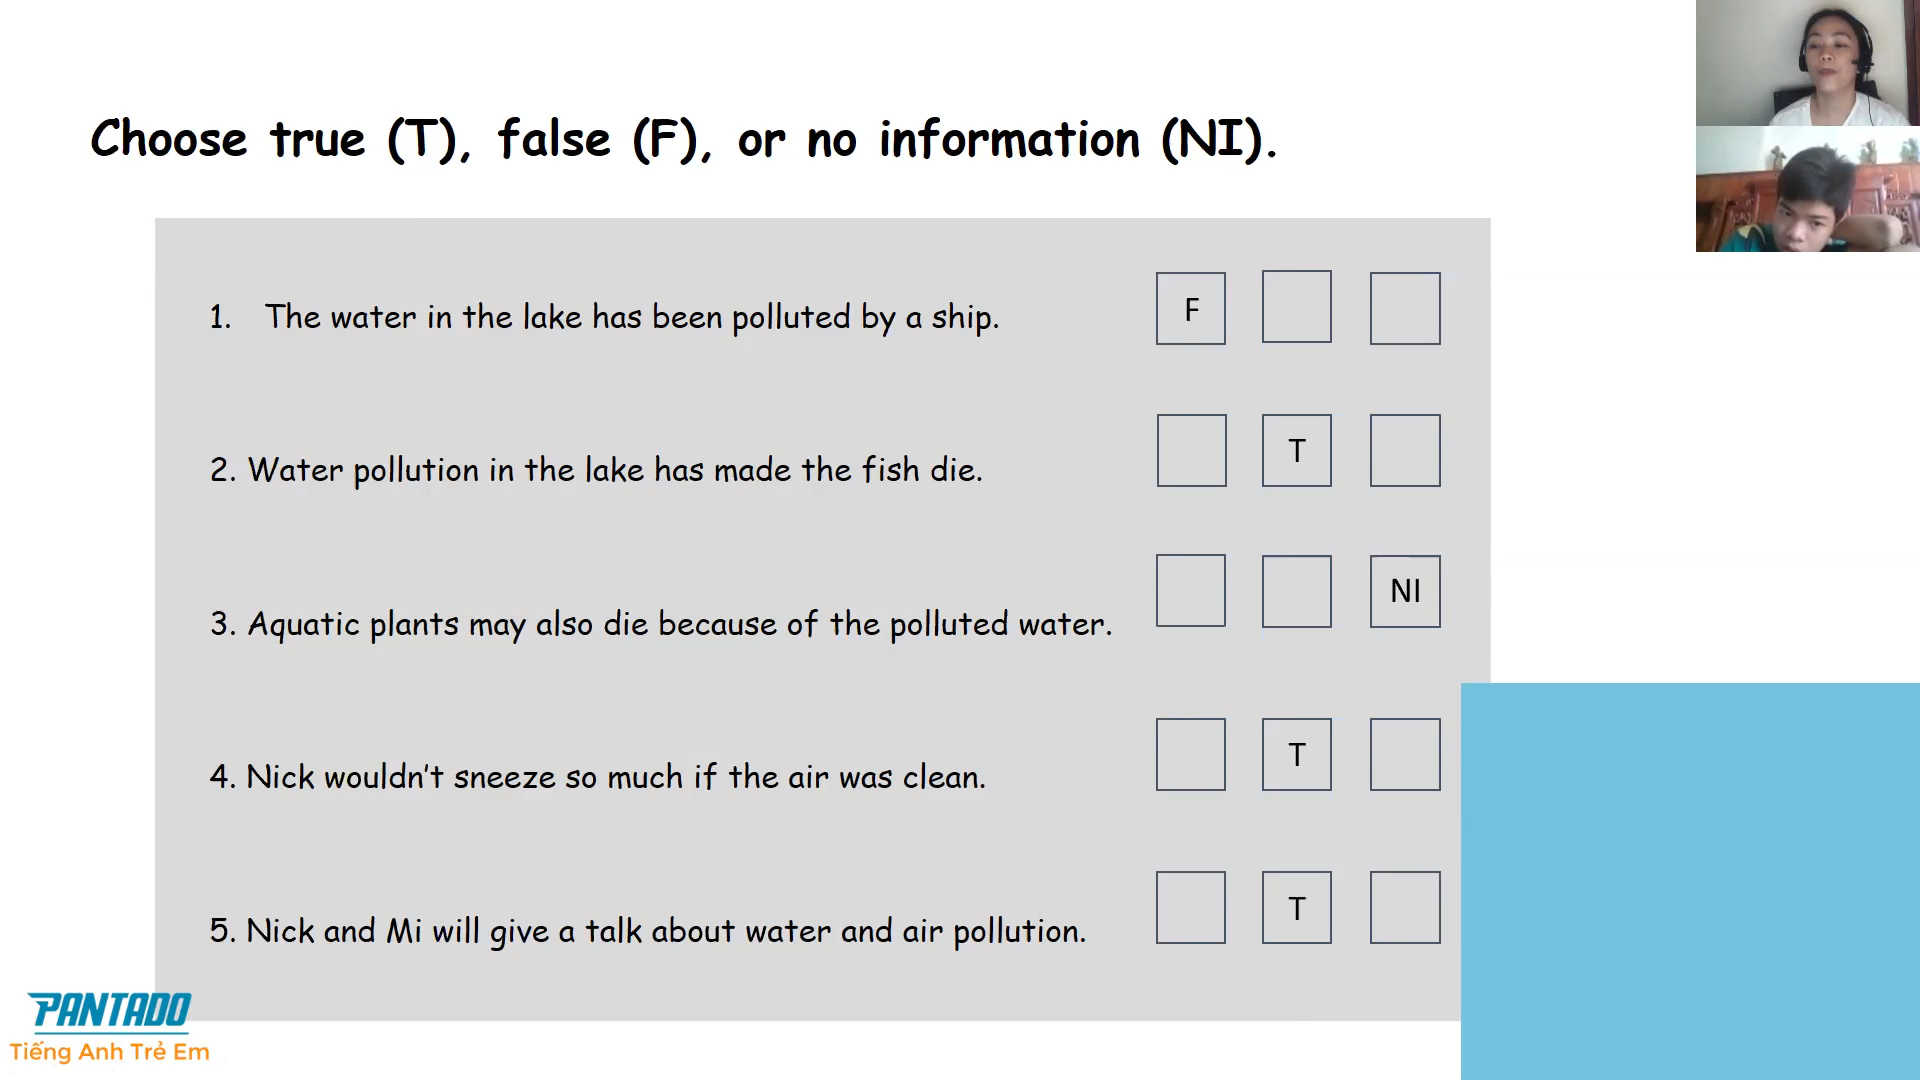 Choose true (T), false (F), or no information (NI).
1. The water in the lake has been polluted by a ship.
F
2. Water pollution in the lake has made the fish die.
T
3. Aquatic plants may also die because of the polluted water.
NI
4. Nick wouldn't sneeze so much if the air was clean.
T
5. Nick and Mi will give a talk about water and air pollution.
T
PANTADO
Tiếng Anh Trẻ Em